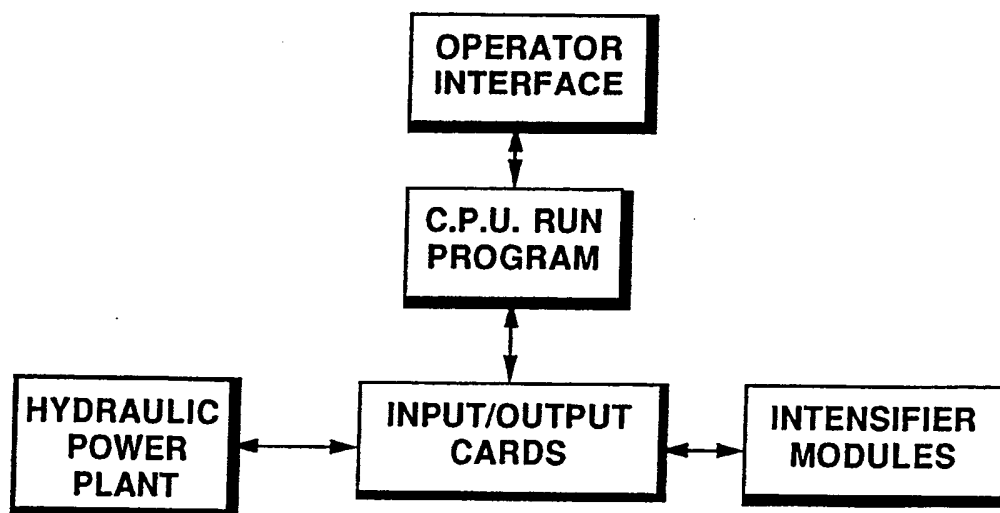 OPERATOR
INTERFACE
C.P.U. RUN
PROGRAM
HYDRAULIC
POWER
PLANT
INPUT/OUTPUT
CARDS
INTENSIFIER
MODULES